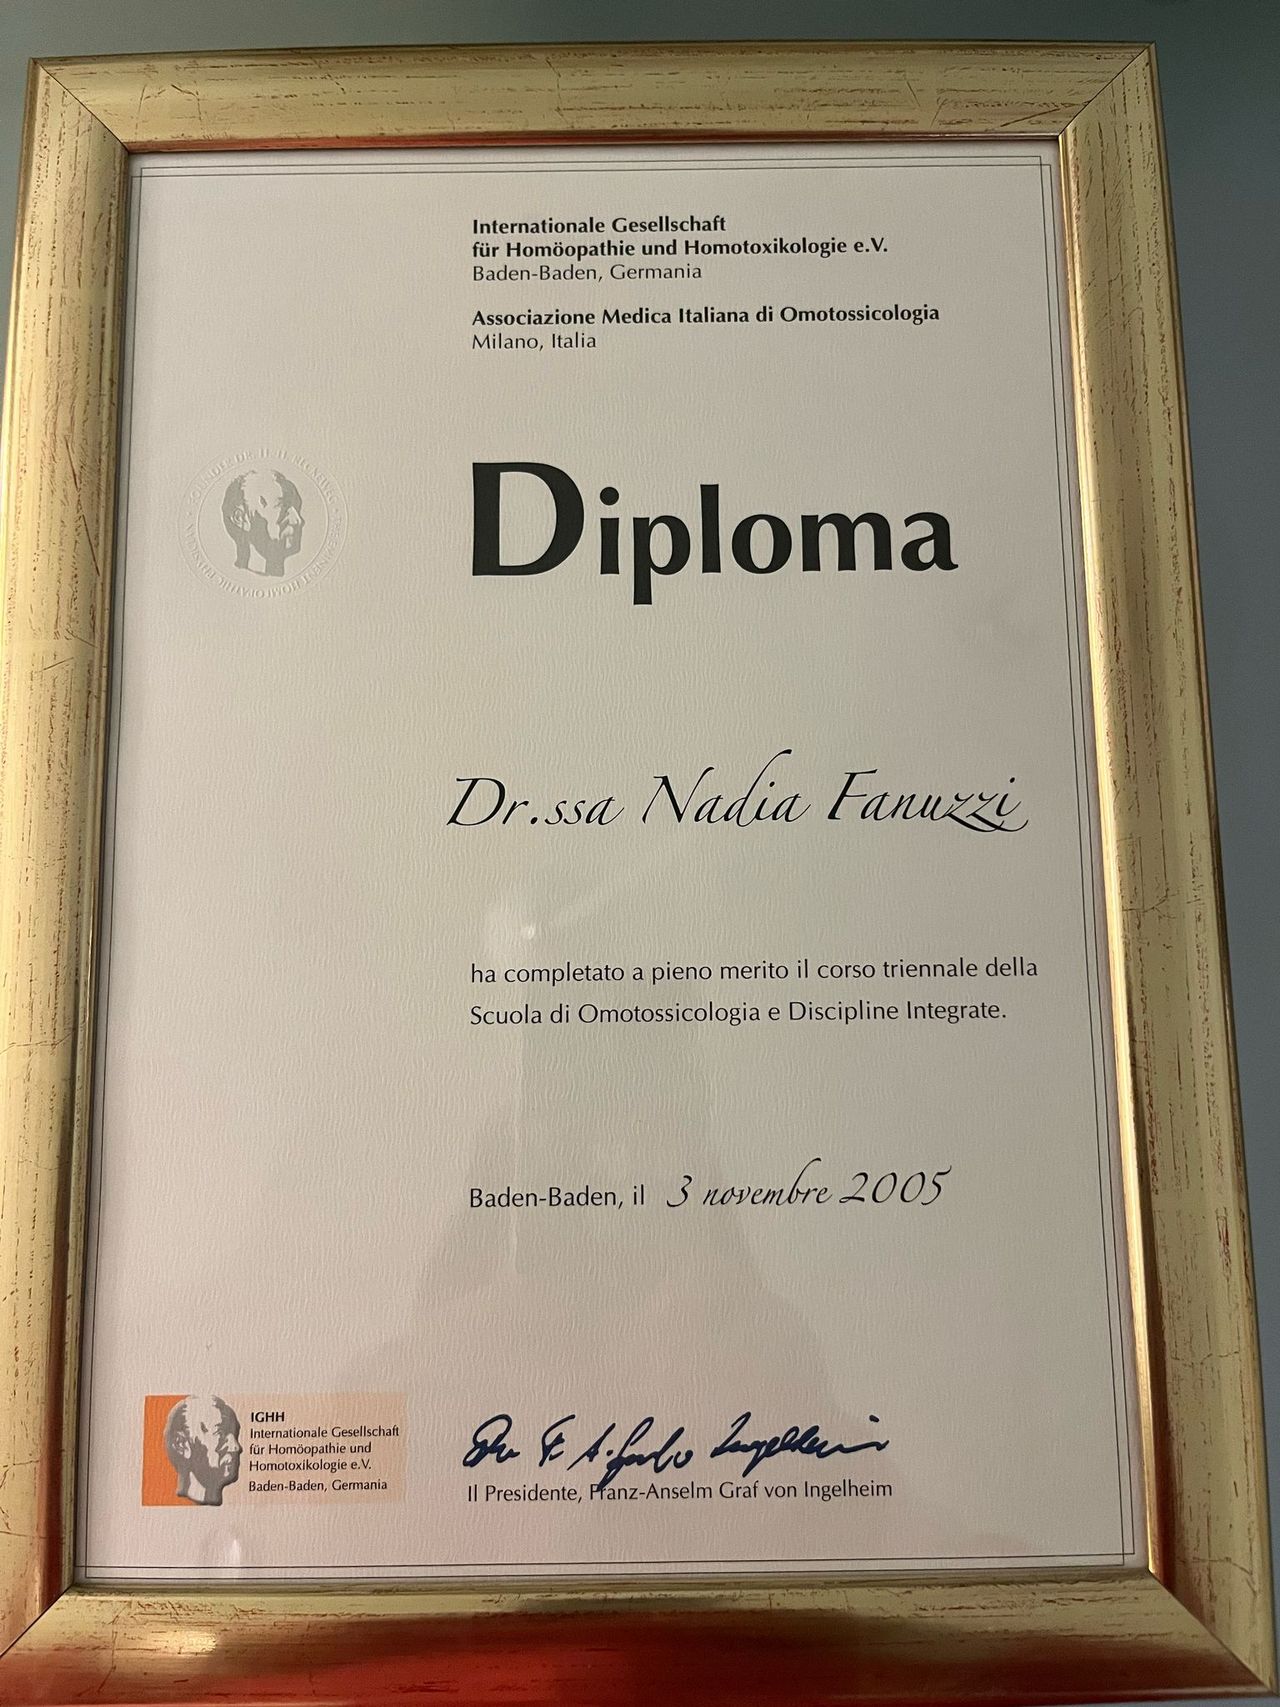 Internationale Gesellschaft
für Homöopathie und Homotoxikologie e.V.
Baden-Baden, Germania
Associazione Medica Italiana di Omotossicologia
Milano, Italia
FOUNDER DR. H. H. RECKEWEG
Diploma
Dr.ssa Nadia Fanuzzi
ha completato a pieno merito il corso triennale della
Scuola di Omotossicologia e Discipline Integrate.
Baden-Baden, il 3 novembre 2005
IGHH
Internationale Gesellschaft
für Homöopathie und
Homotoxikologie e.V.
Baden-Baden, Germania
Il Presidente, Franz-Anselm Graf von Ingelheim